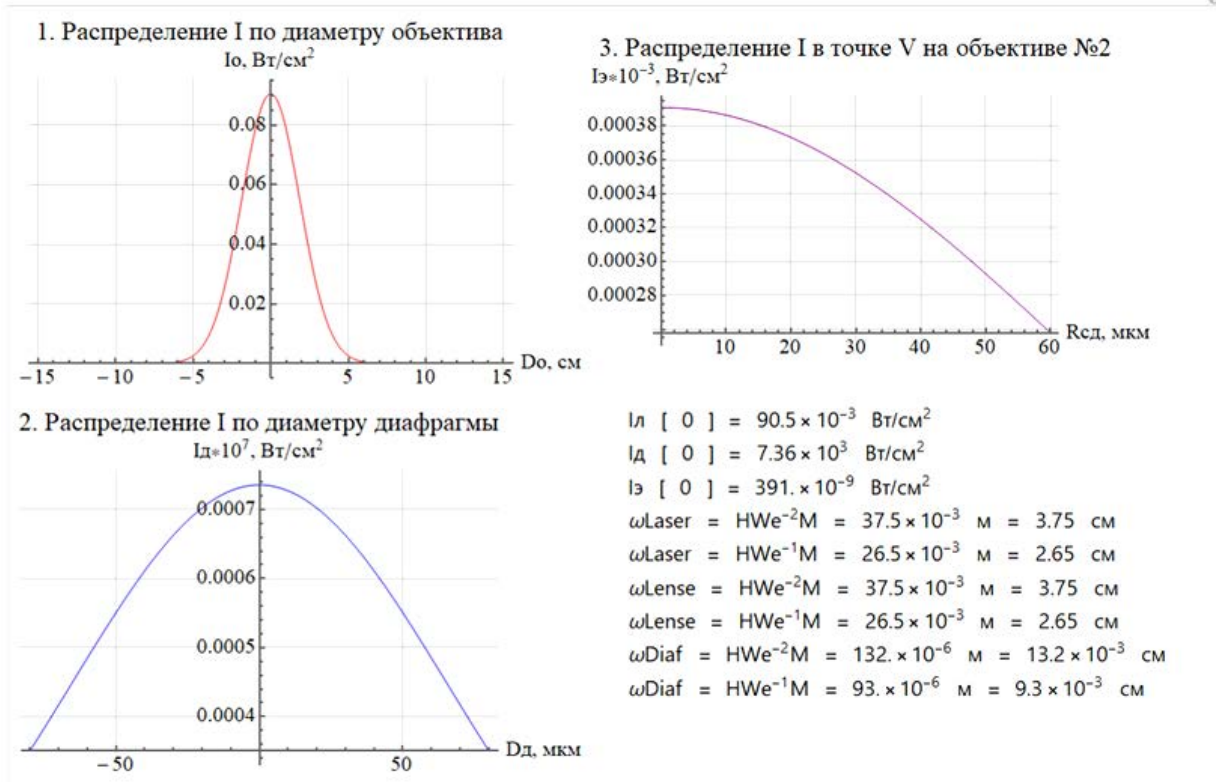 1. Распределение I по диаметру объектива
Iо, Вт/см²
0.08
0.06
0.04
0.02
−15 −10 −5 5 10 15
Dо, см
2. Распределение I по диаметру диафрагмы
Iд*10⁷, Вт/см²
0.0007
0.0006
0.0005
0.0004
−50 50
Dд, мкм
3. Распределение I в точке V на объективе №2
Iэ*10⁻³, Вт/см²
0.00038
0.00036
0.00034
0.00032
0.00030
0.00028
10 20 30 40 50 60
Rсд, мкм
Iл [ 0 ] = 90.5 × 10⁻³ Вт/см²
Iд [ 0 ] = 7.36 × 10³ Вт/см²
Iэ [ 0 ] = 391. × 10⁻⁹ Вт/см²
ωLaser = HWe⁻²M = 37.5 × 10⁻³ м = 3.75 см
ωLaser = HWe⁻¹M = 26.5 × 10⁻³ м = 2.65 см
ωLense = HWe⁻²M = 37.5 × 10⁻³ м = 3.75 см
ωLense = HWe⁻¹M = 26.5 × 10⁻³ м = 2.65 см
ωDiaf = HWe⁻²M = 132. × 10⁻⁶ м = 13.2 × 10⁻³ см
ωDiaf = HWe⁻¹M = 93. × 10⁻⁶ м = 9.3 × 10⁻³ см